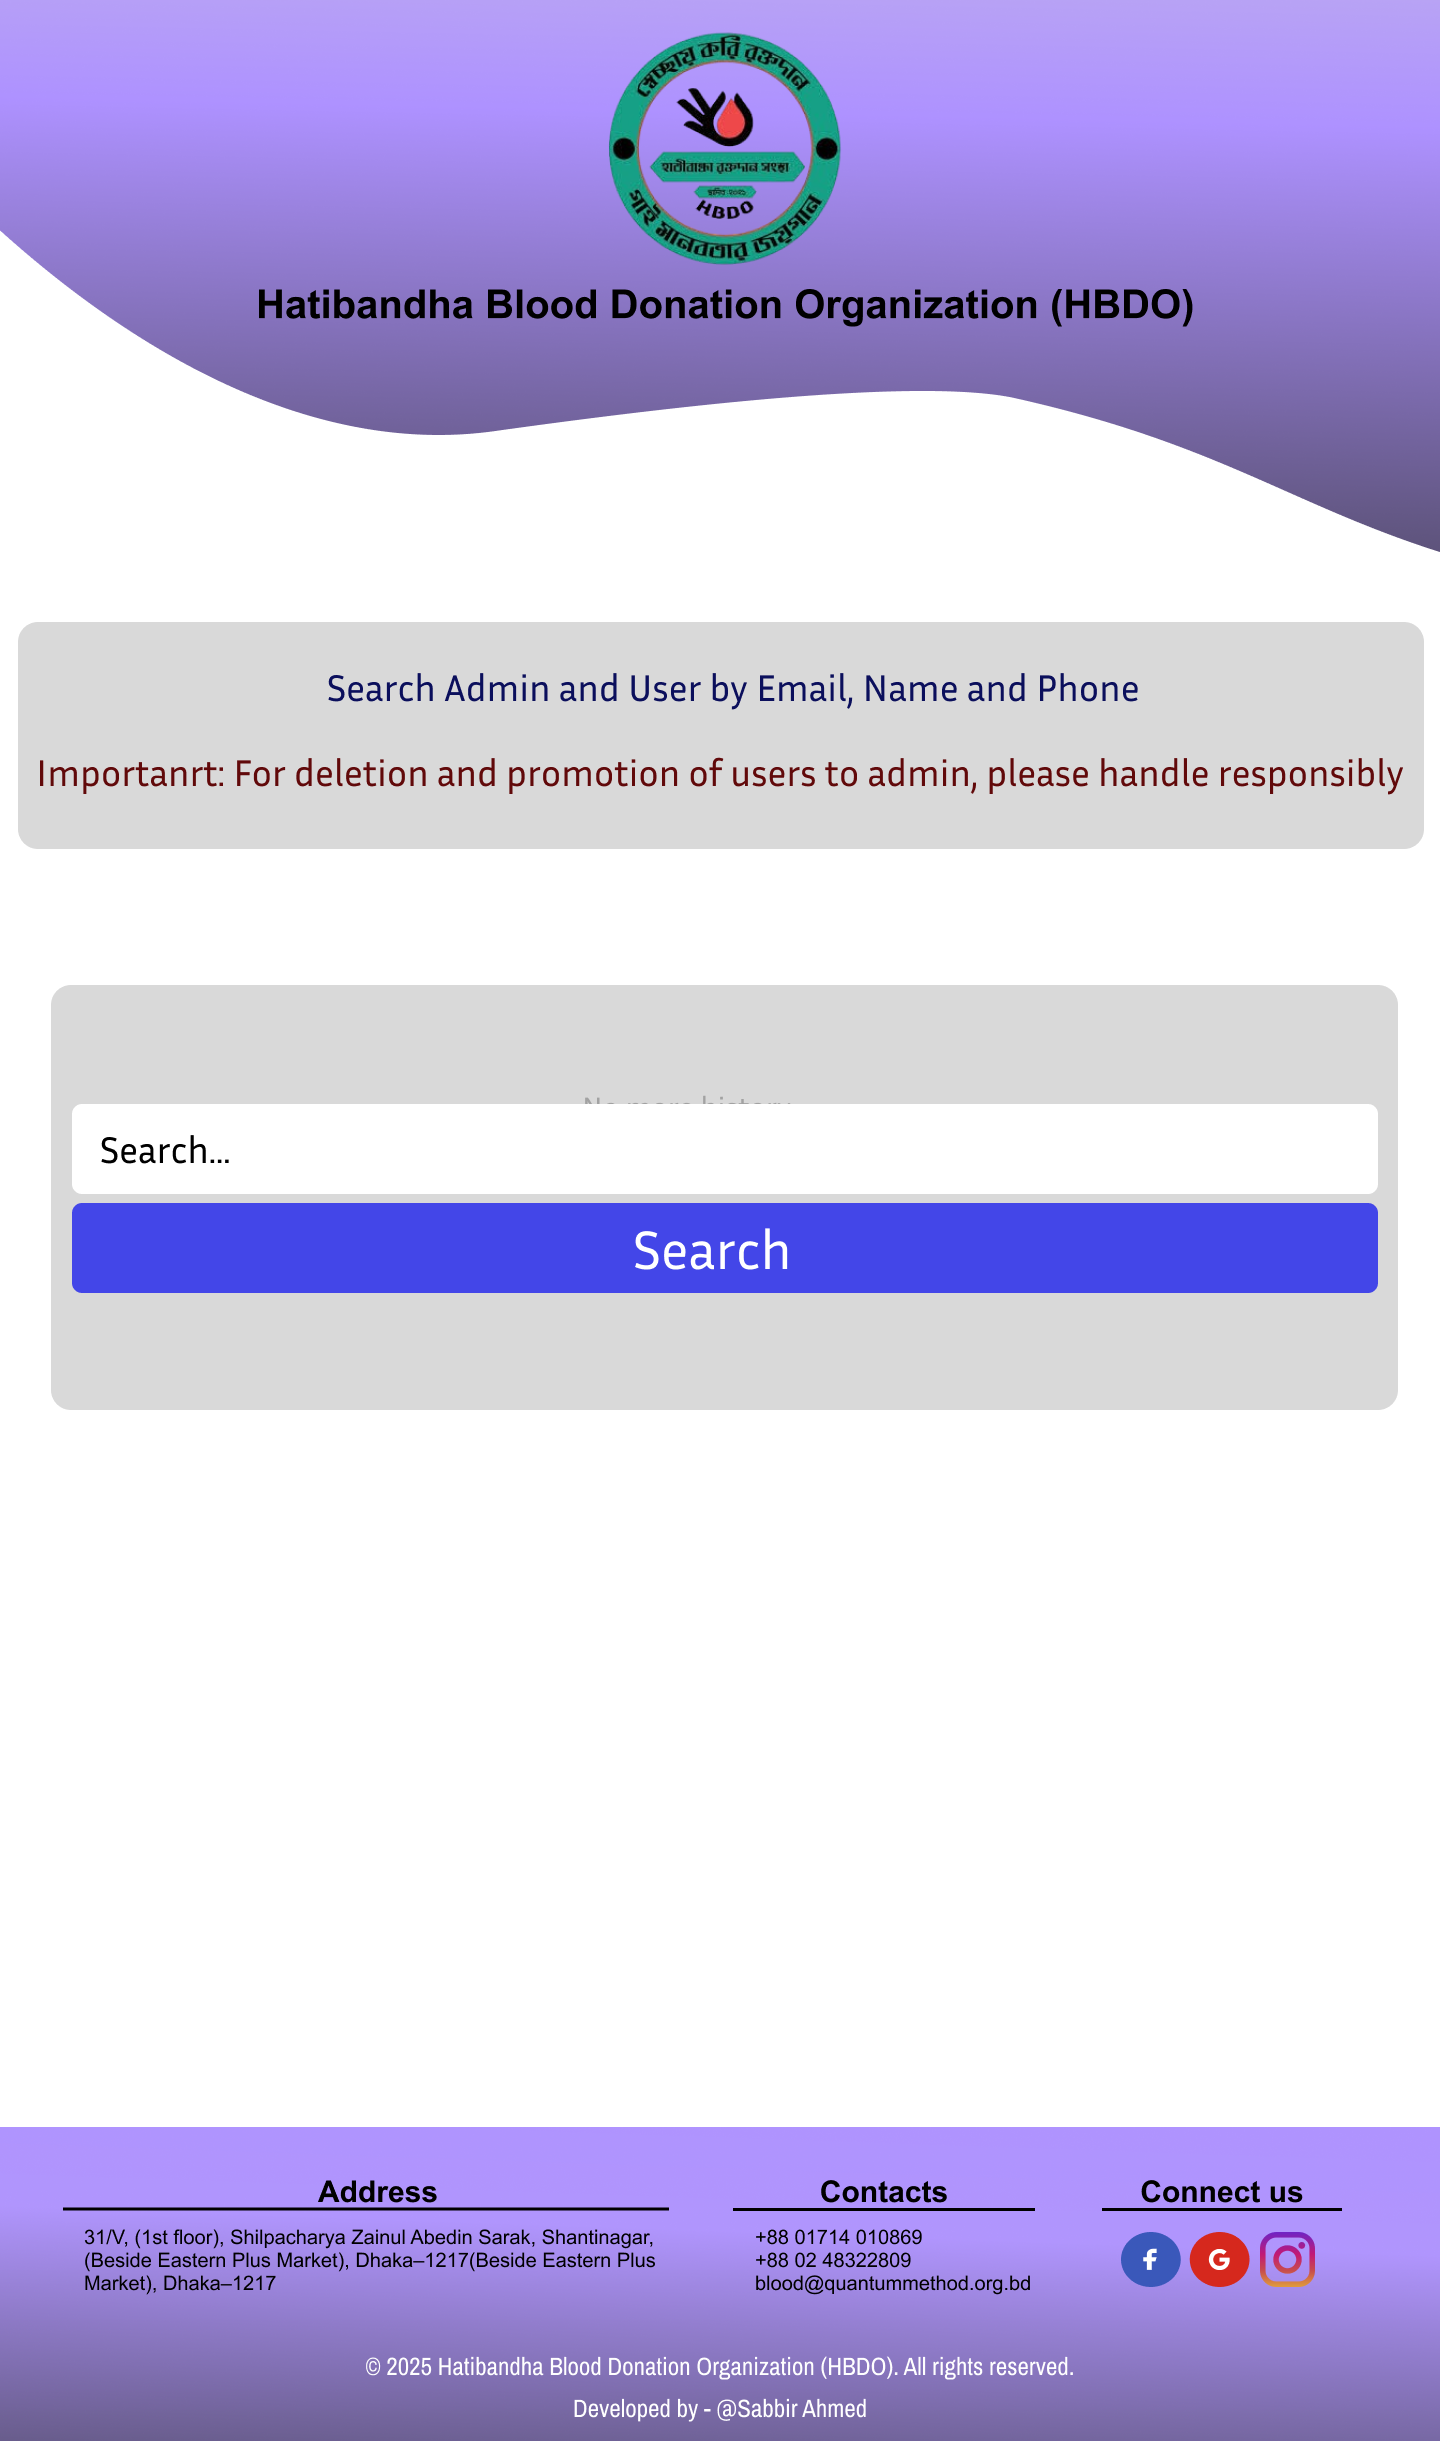 স্বেচ্ছায় করি রক্তদান
হাতীবান্ধা রক্তদান সংস্থা
স্থাপিত :২০২১
HBDO
গাই মানবতার জয়গান
Hatibandha Blood Donation Organization (HBDO)
Search Admin and User by Email, Name and Phone
Importanrt: For deletion and promotion of users to admin, please handle responsibly
No more history
Search...
Search
Address
31/V, (1st floor), Shilpacharya Zainul Abedin Sarak, Shantinagar,
(Beside Eastern Plus Market), Dhaka–1217(Beside Eastern Plus
Market), Dhaka–1217
Contacts
+88 01714 010869
+88 02 48322809
blood@quantummethod.org.bd
Connect us
© 2025 Hatibandha Blood Donation Organization (HBDO). All rights reserved.
Developed by - @Sabbir Ahmed